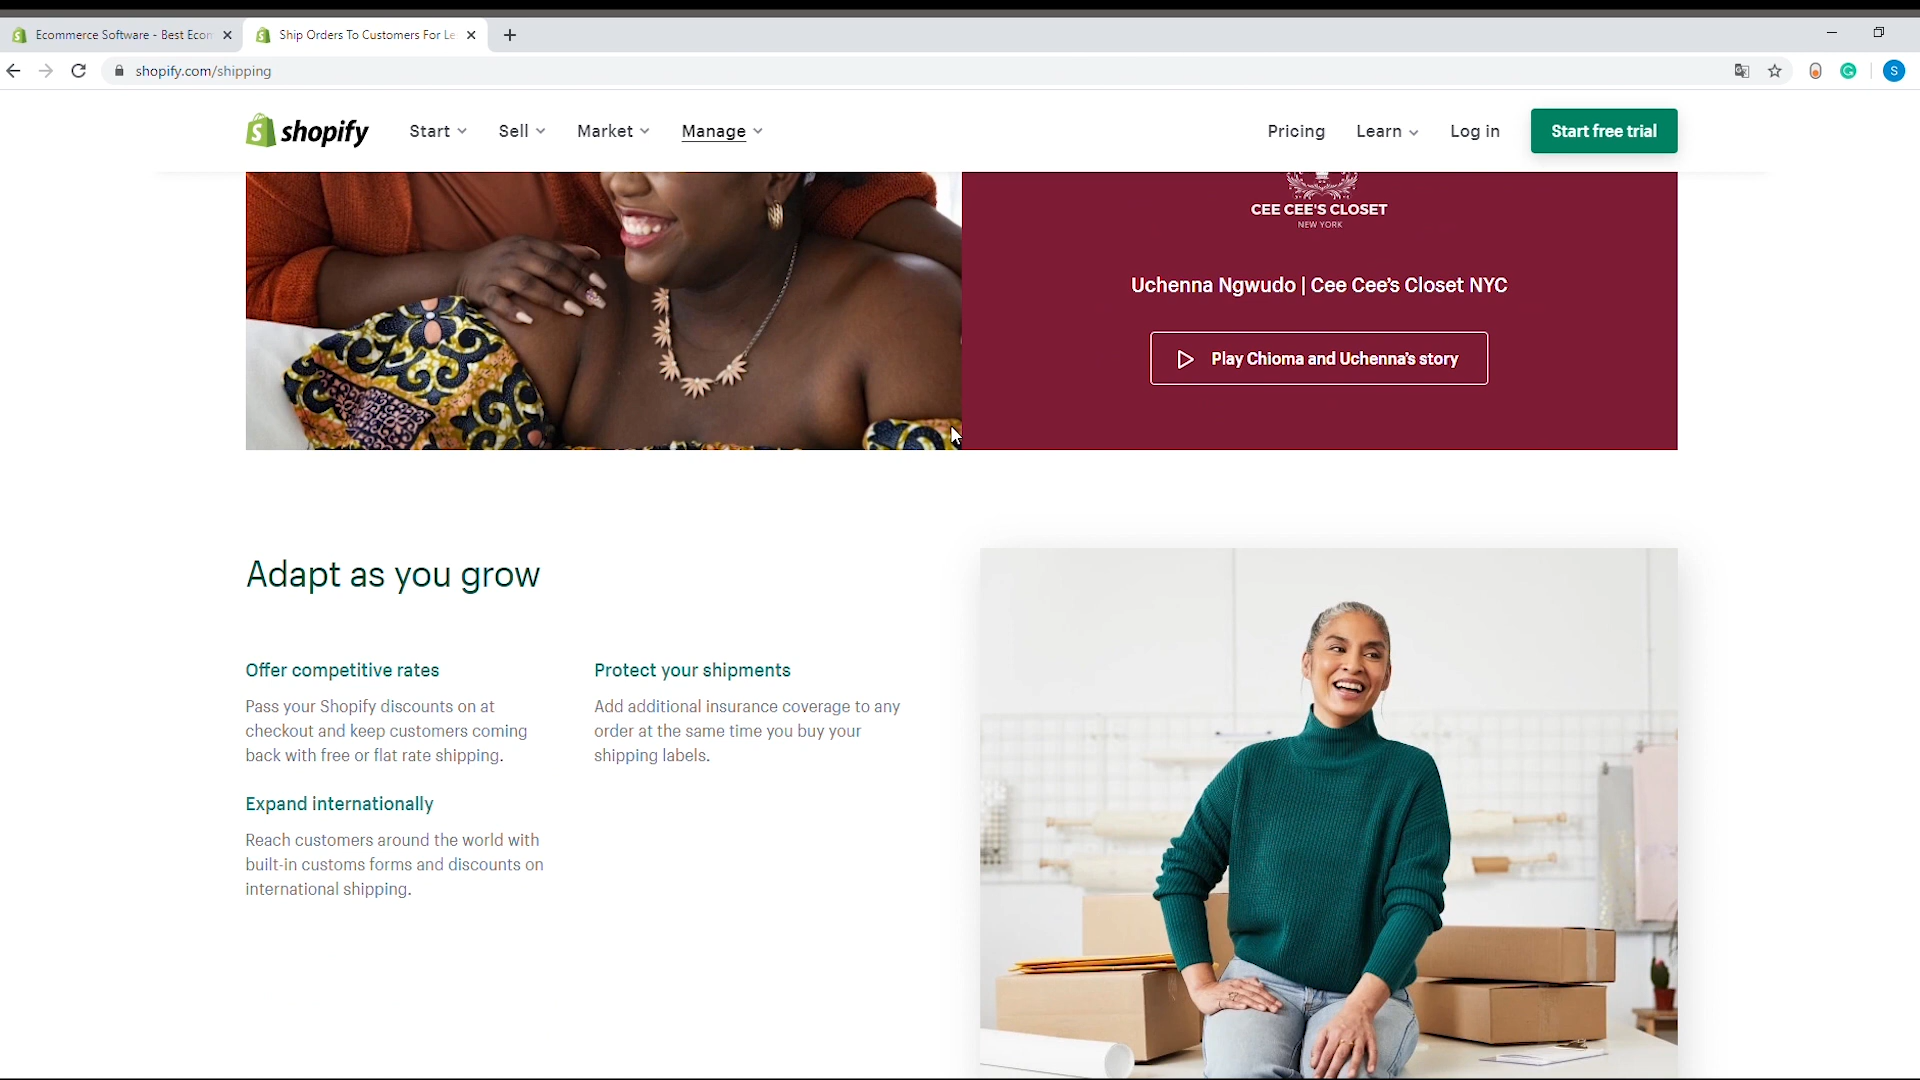 Ecommerce Software - Best Econ
Ship Orders To Customers For Le
shopify.com/shipping
S
shopify
Start
Sell
Market
Manage
Pricing
Learn
Log in
Start free trial
CEE CEE'S CLOSET
NEW YORK
Uchenna Ngwudo | Cee Cee's Closet NYC
Play Chioma and Uchenna's story
Adapt as you grow
Offer competitive rates
Pass your Shopify discounts on at
checkout and keep customers coming
back with free or flat rate shipping.
Protect your shipments
Add additional insurance coverage to any
order at the same time you buy your
shipping labels.
Expand internationally
Reach customers around the world with
built-in customs forms and discounts on
international shipping.